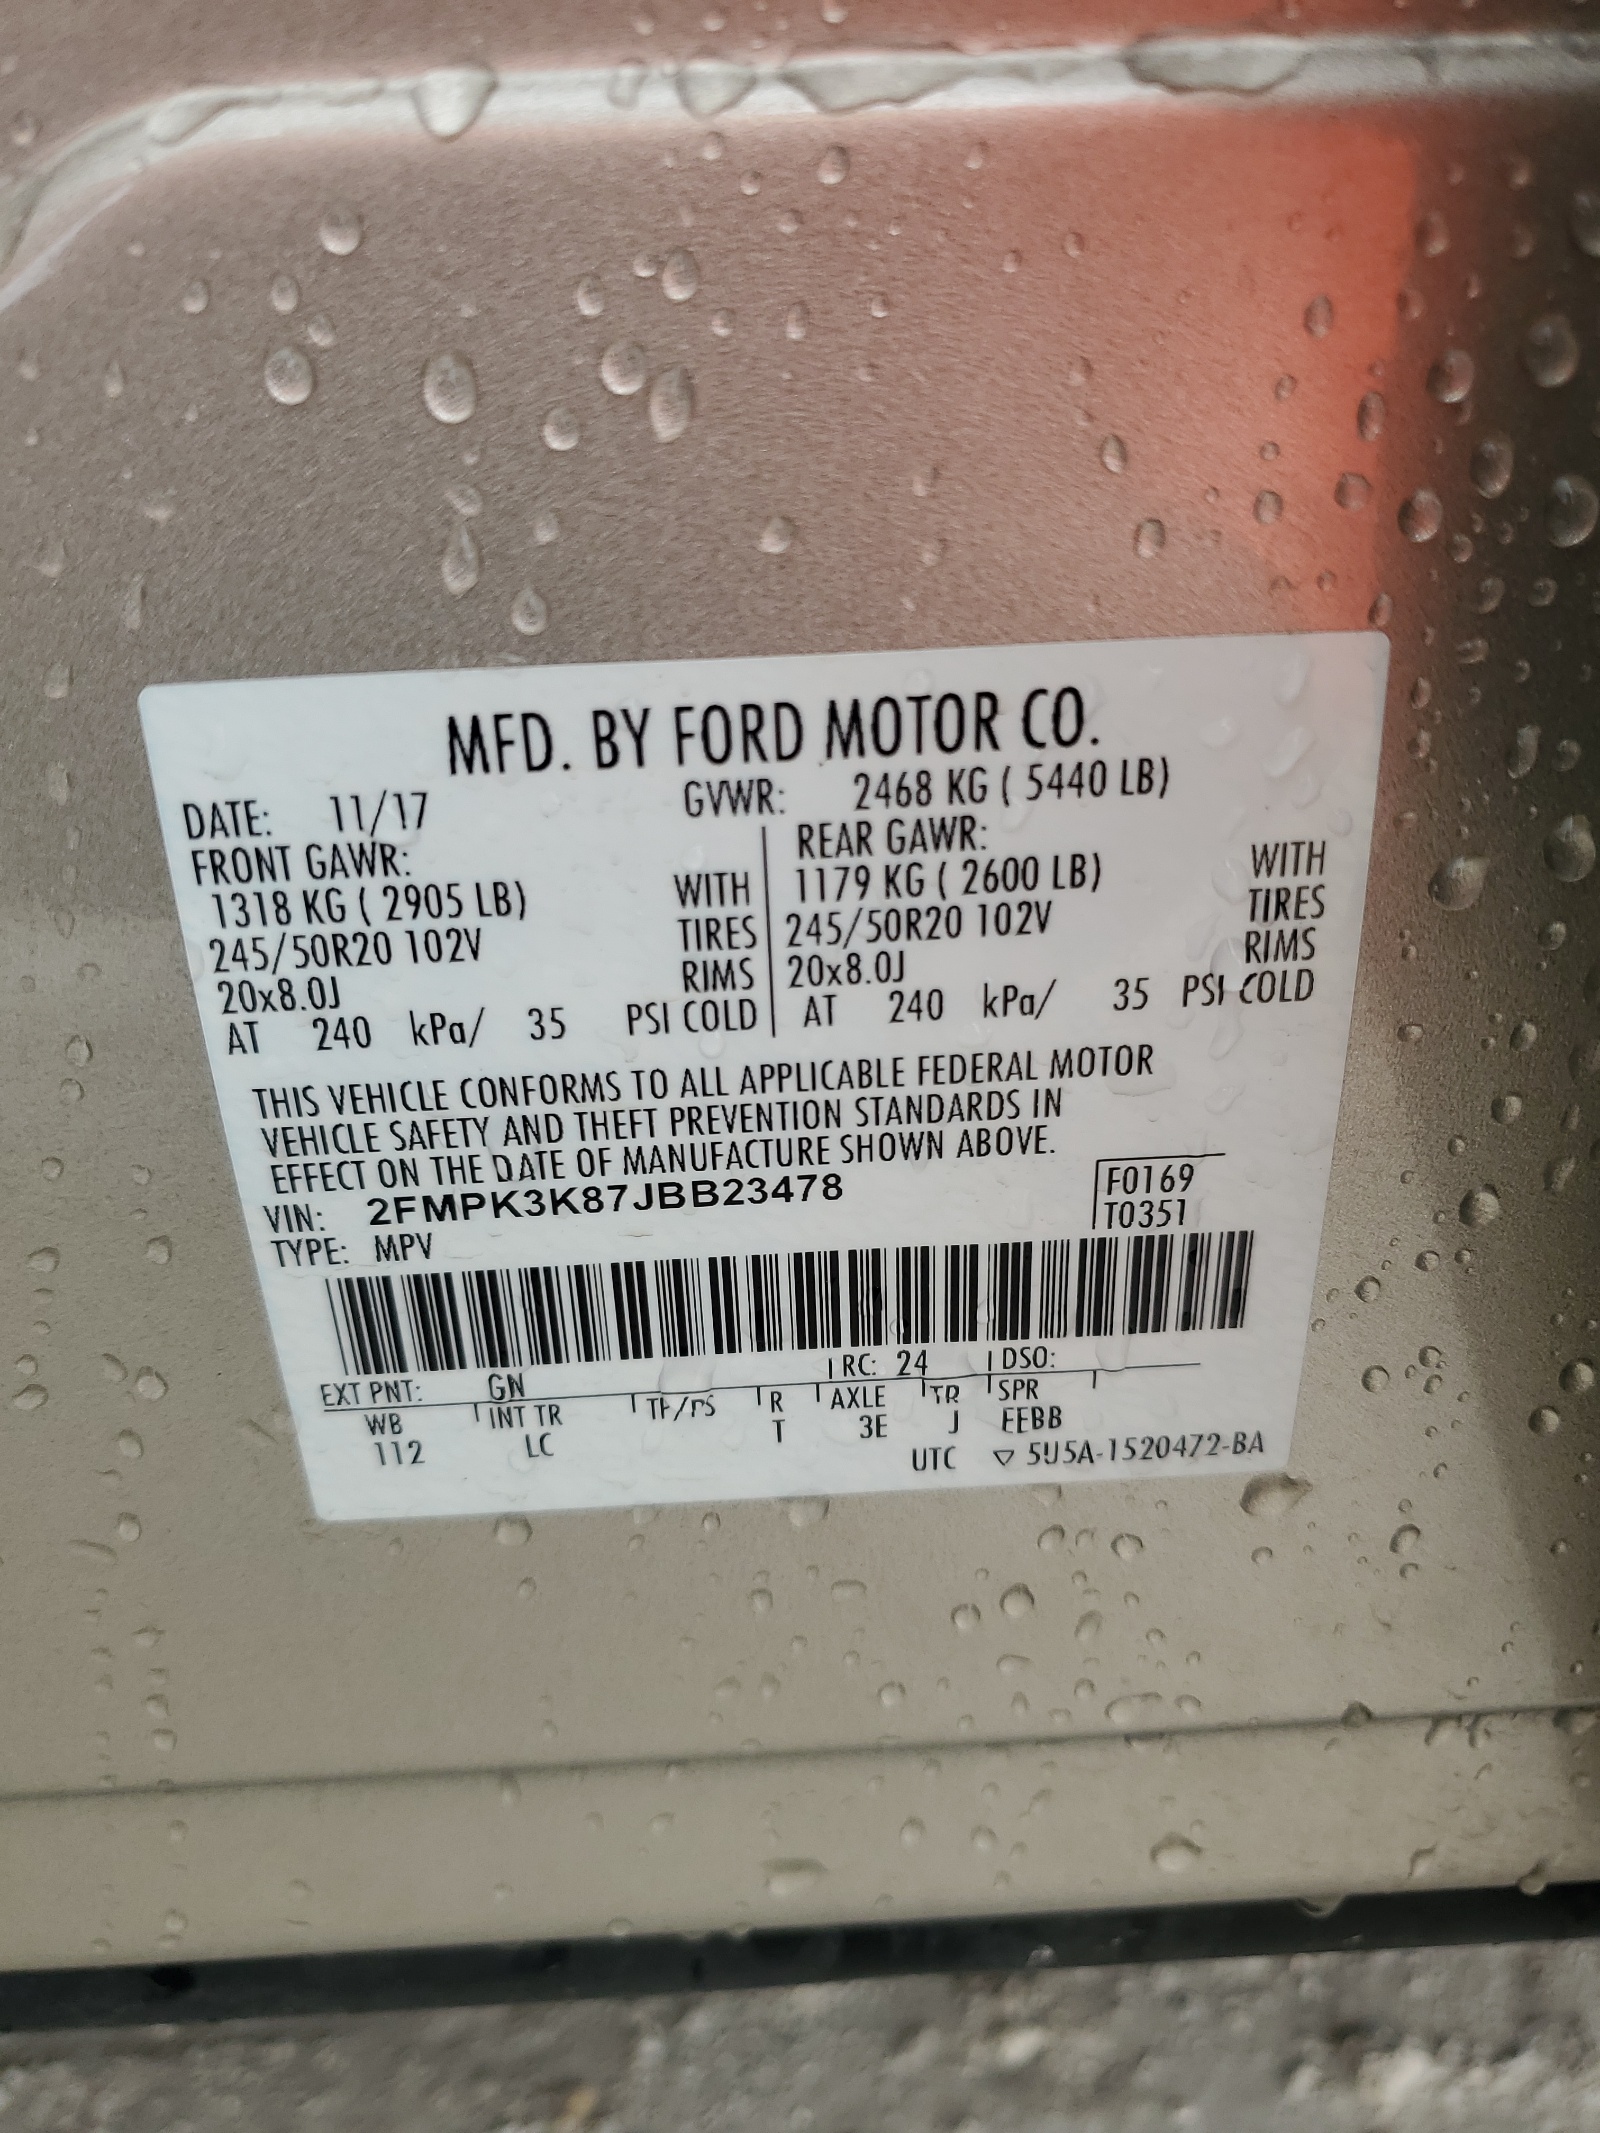 MFD. BY FORD MOTOR CO.
DATE: 11/17 GVWR: 2468 KG ( 5440 LB)
FRONT GAWR: REAR GAWR:
1318 KG ( 2905 LB) WITH 1179 KG ( 2600 LB) WITH
245/50R20 102V TIRES 245/50R20 102V TIRES
20x8.0J RIMS 20x8.0J RIMS
AT 240 kPa/ 35 PSI COLD AT 240 kPa/ 35 PSI COLD
THIS VEHICLE CONFORMS TO ALL APPLICABLE FEDERAL MOTOR
VEHICLE SAFETY AND THEFT PREVENTION STANDARDS IN
EFFECT ON THE DATE OF MANUFACTURE SHOWN ABOVE.
VIN: 2FMPK3K87JBB23478 F0169
TYPE: MPV T0351
EXT PNT: GN RC: 24 DSO:
WB INT TR TP/PS R AXLE TR SPR
112 LC T 3E J EEBB
UTC ▽ 5U5A-1520472-BA